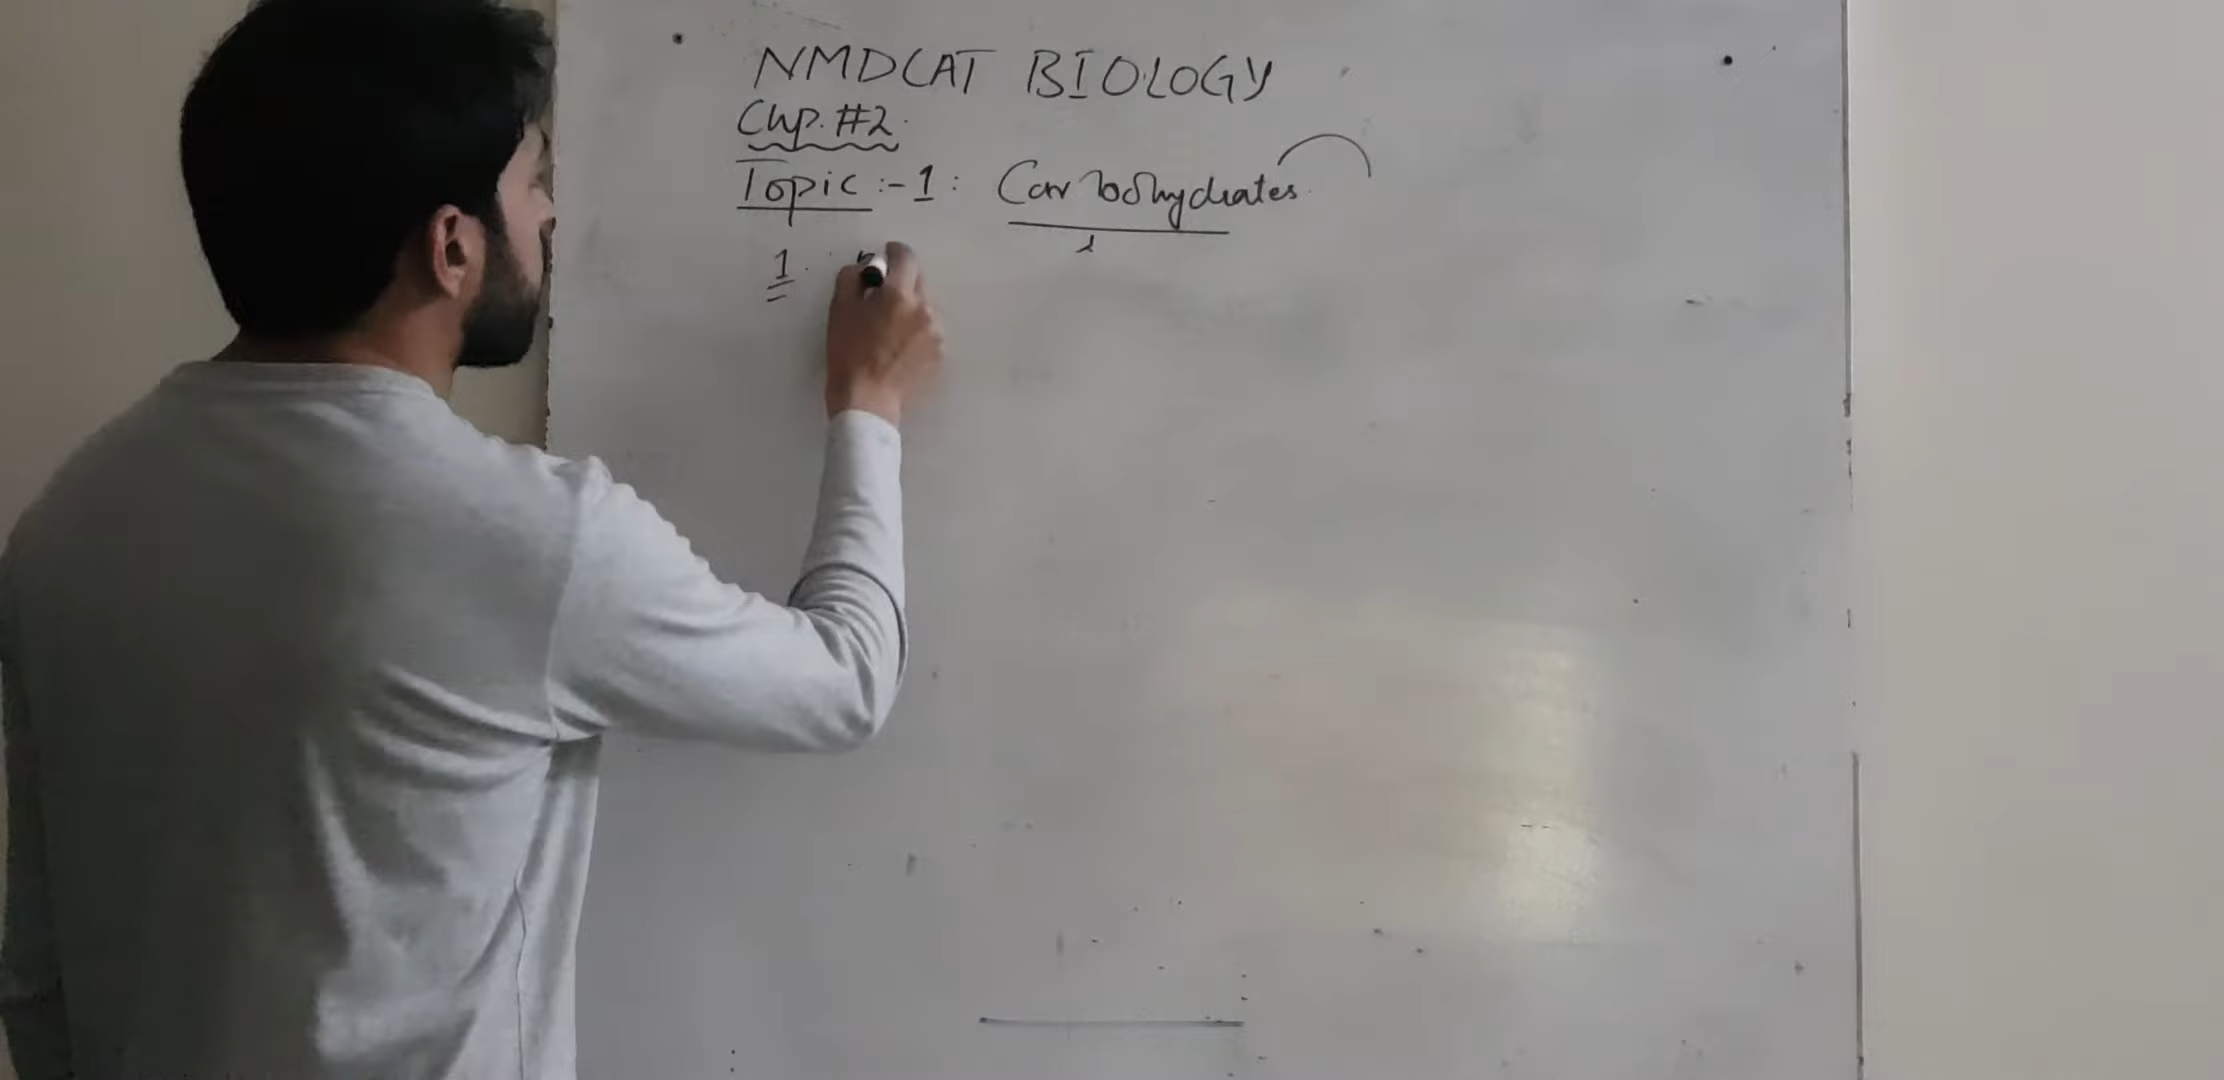 NMDCAT BIOLOGY
Chp. #2.
Topic :- 1 : Carbohydrates.
1.